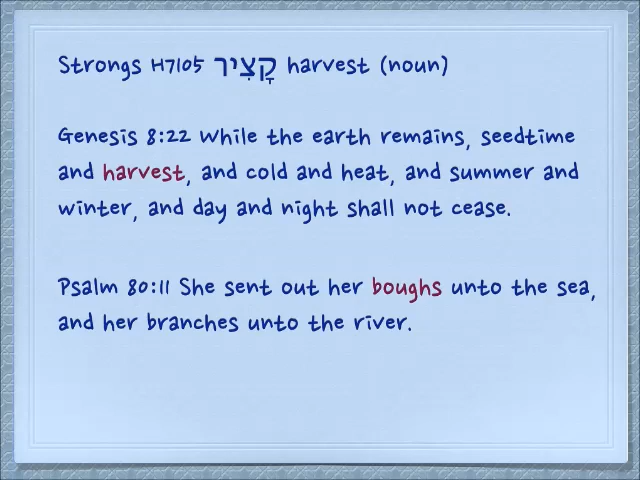 Strongs H7105 קָצִיר harvest (noun)
Genesis 8:22 While the earth remains, seedtime
and harvest, and cold and heat, and summer and
winter, and day and night shall not cease.
Psalm 80:11 She sent out her boughs unto the sea,
and her branches unto the river.